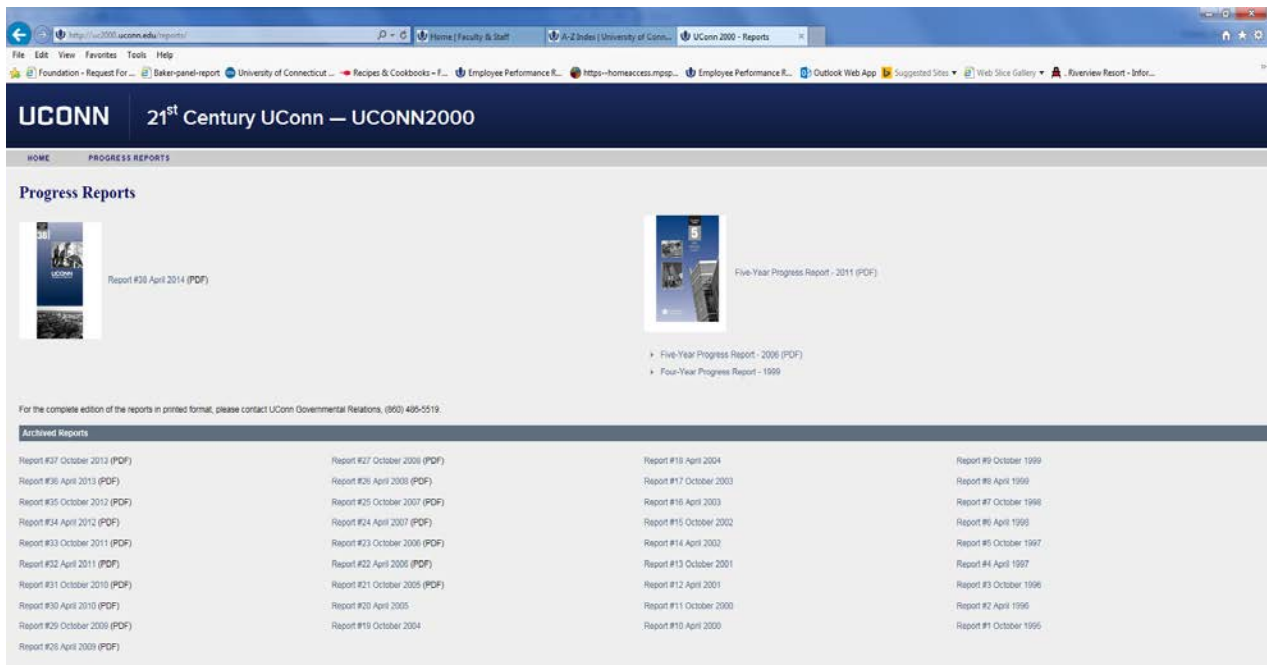 http://uc2000.uconn.edu/reports/
Home | Faculty & Staff
A-Z Index | University of Conn...
UConn 2000 - Reports
File Edit View Favorites Tools Help
Foundation - Request For ... Baker-panel-report University of Connecticut ... Recipes & Cookbooks – F... Employee Performance R... https--homeaccess.mpsp... Employee Performance R... Outlook Web App Suggested Sites Web Slice Gallery . Riverview Resort - Infor...
UCONN 21st Century UConn — UCONN2000
HOME PROGRESS REPORTS
Progress Reports
38
UCONN
Report #38 April 2014 (PDF)
5
Five-Year Progress Report - 2011 (PDF)
Five-Year Progress Report - 2006 (PDF)
Four-Year Progress Report - 1999
For the complete edition of the reports in printed format, please contact UConn Governmental Relations, (860) 486-5519.
Archived Reports
Report #37 October 2013 (PDF)
Report #36 April 2013 (PDF)
Report #35 October 2012 (PDF)
Report #34 April 2012 (PDF)
Report #33 October 2011 (PDF)
Report #32 April 2011 (PDF)
Report #31 October 2010 (PDF)
Report #30 April 2010 (PDF)
Report #29 October 2009 (PDF)
Report #28 April 2009 (PDF)
Report #27 October 2008 (PDF)
Report #26 April 2008 (PDF)
Report #25 October 2007 (PDF)
Report #24 April 2007 (PDF)
Report #23 October 2006 (PDF)
Report #22 April 2006 (PDF)
Report #21 October 2005 (PDF)
Report #20 April 2005
Report #19 October 2004
Report #18 April 2004
Report #17 October 2003
Report #16 April 2003
Report #15 October 2002
Report #14 April 2002
Report #13 October 2001
Report #12 April 2001
Report #11 October 2000
Report #10 April 2000
Report #9 October 1999
Report #8 April 1999
Report #7 October 1998
Report #6 April 1998
Report #5 October 1997
Report #4 April 1997
Report #3 October 1996
Report #2 April 1996
Report #1 October 1995